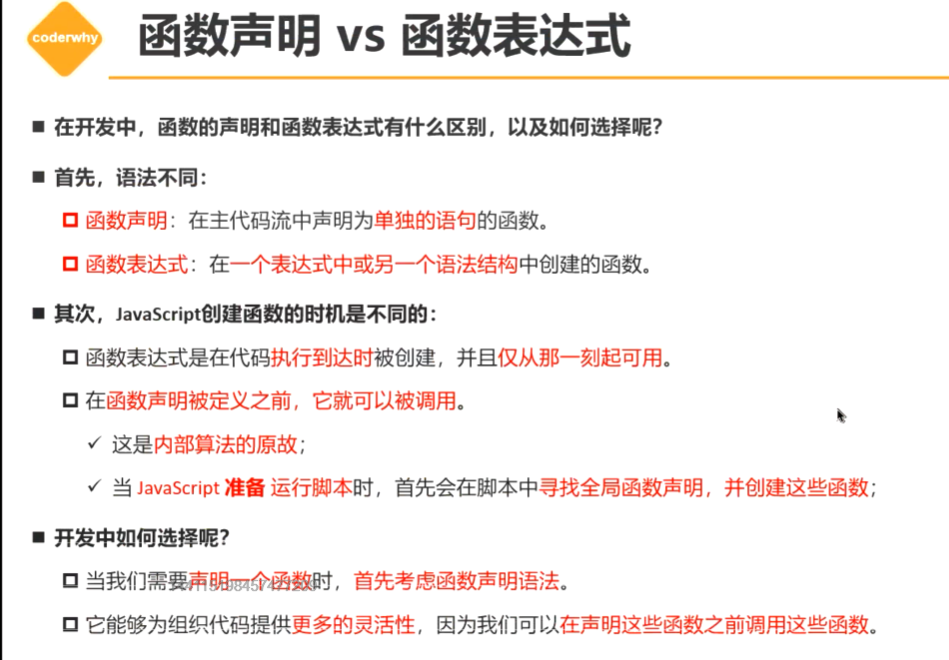 coderwhy
函数声明 vs 函数表达式
在开发中，函数的声明和函数表达式有什么区别，以及如何选择呢？
首先，语法不同：
函数声明：在主代码流中声明为单独的语句的函数。
函数表达式：在一个表达式中或另一个语法结构中创建的函数。
其次，JavaScript创建函数的时机是不同的：
函数表达式是在代码执行到达时被创建，并且仅从那一刻起可用。
在函数声明被定义之前，它就可以被调用。
这是内部算法的原故；
当 JavaScript 准备 运行脚本时，首先会在脚本中寻找全局函数声明，并创建这些函数；
开发中如何选择呢？
当我们需要声明一个函数时，首先考虑函数声明语法。
它能够为组织代码提供更多的灵活性，因为我们可以在声明这些函数之前调用这些函数。